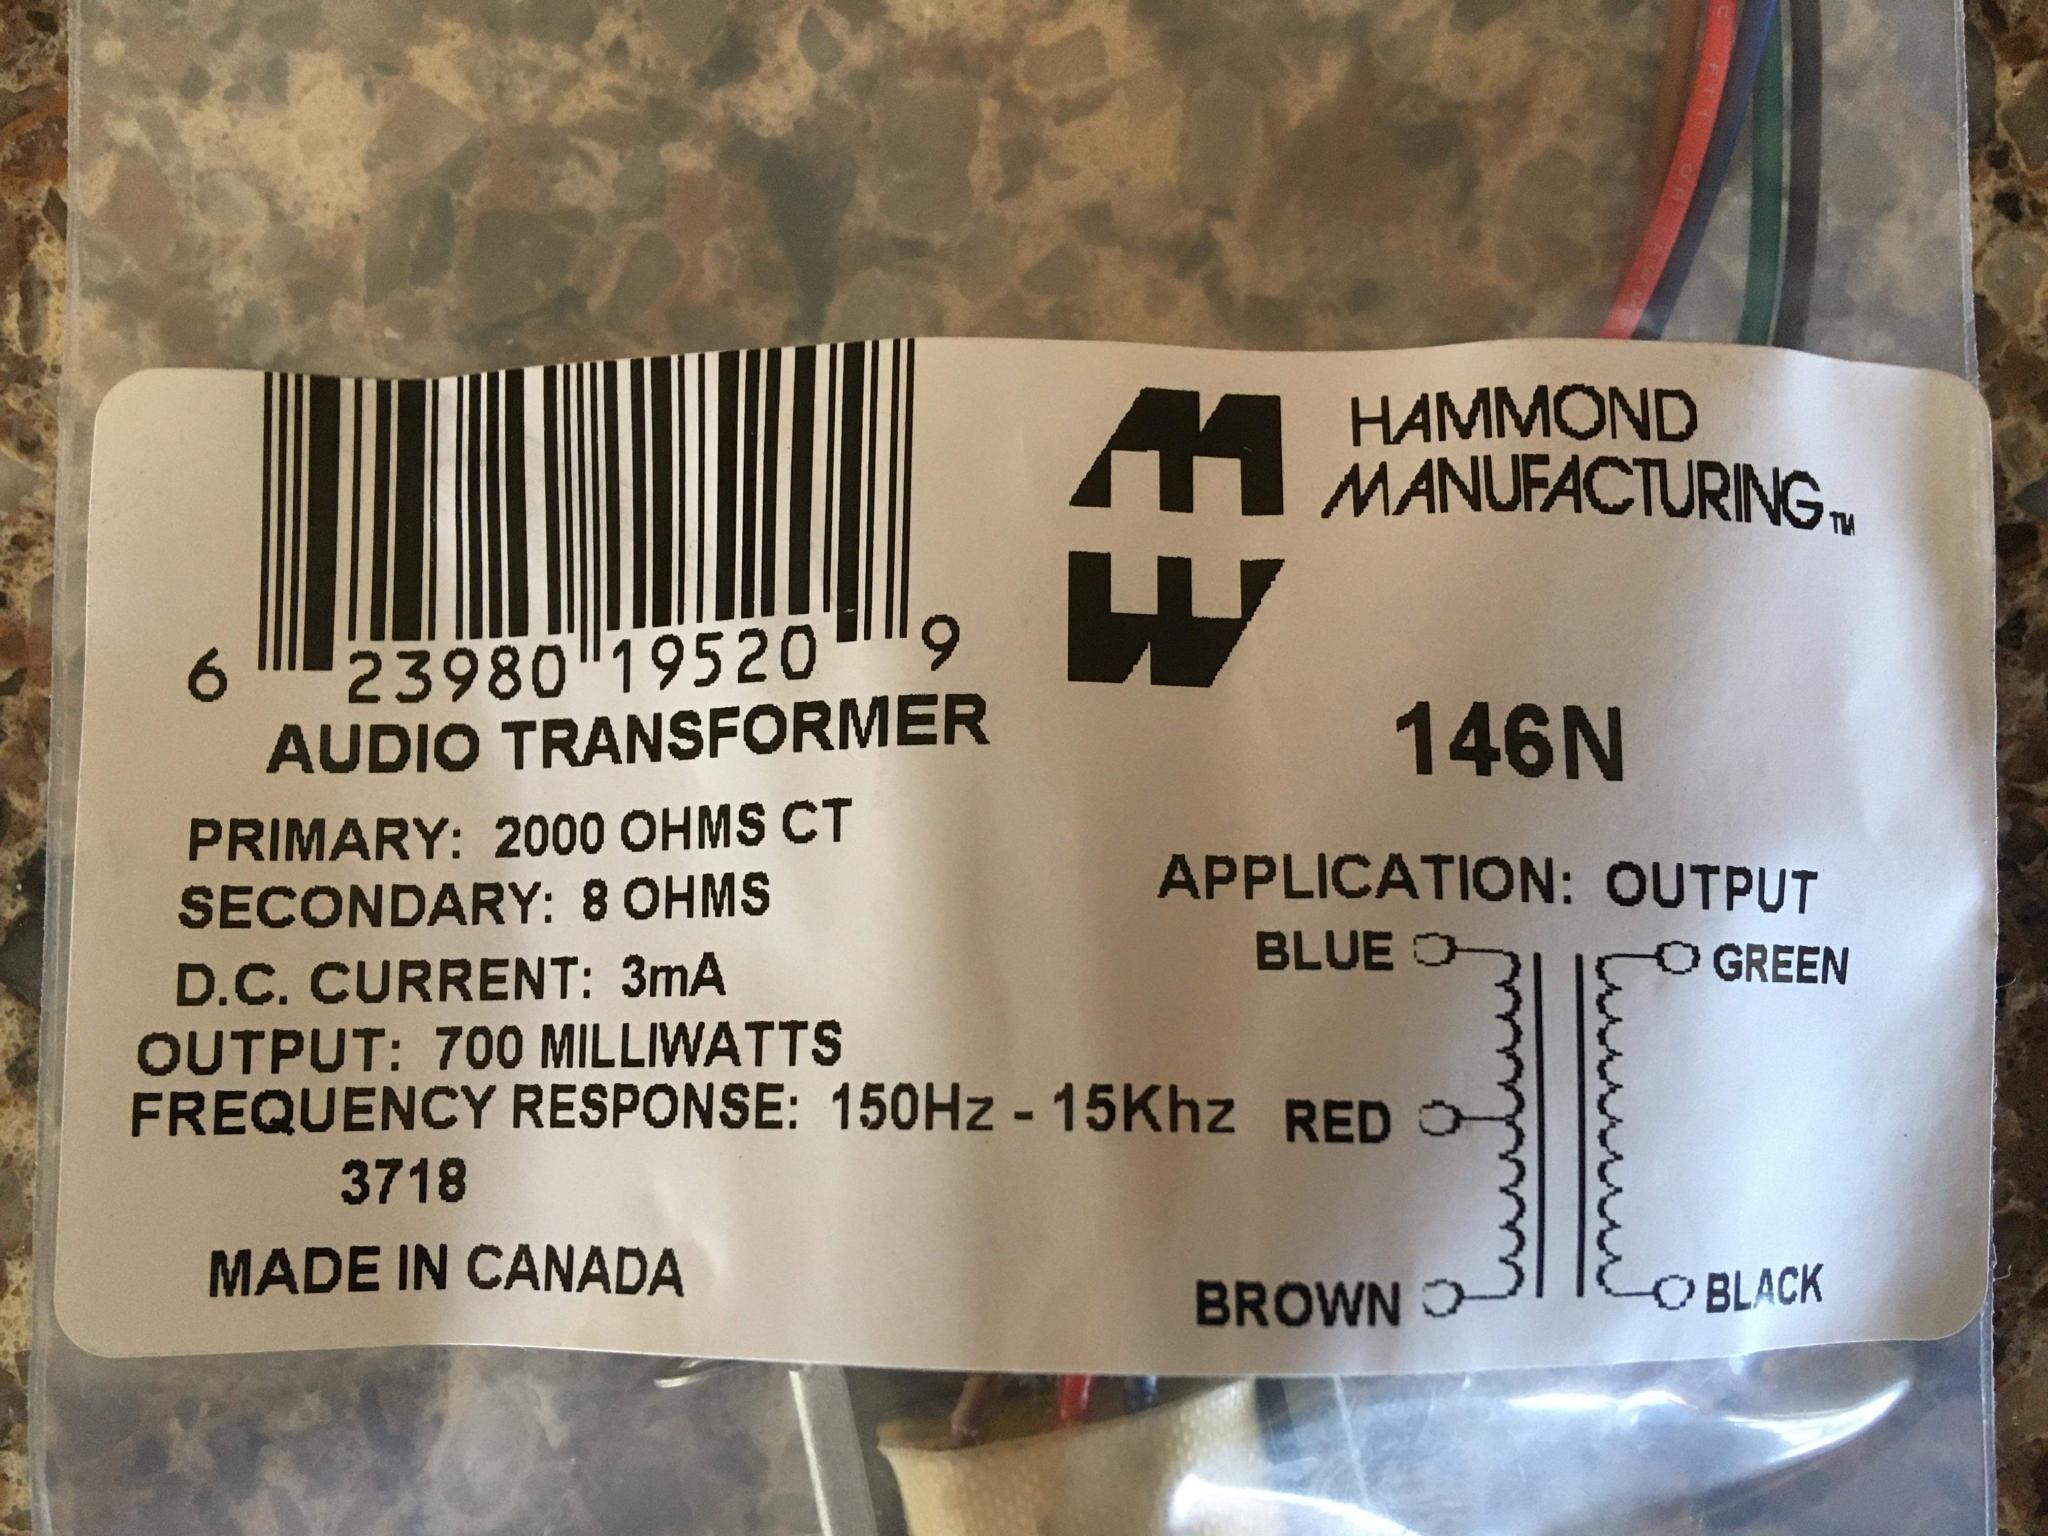 6 23980 19520 9
AUDIO TRANSFORMER
PRIMARY: 2000 OHMS CT
SECONDARY: 8 OHMS
D.C. CURRENT: 3mA
OUTPUT: 700 MILLIWATTS
FREQUENCY RESPONSE: 150Hz - 15Khz
3718
MADE IN CANADA
HAMMOND
MANUFACTURING™
146N
APPLICATION: OUTPUT
BLUE
GREEN
RED
BROWN
BLACK